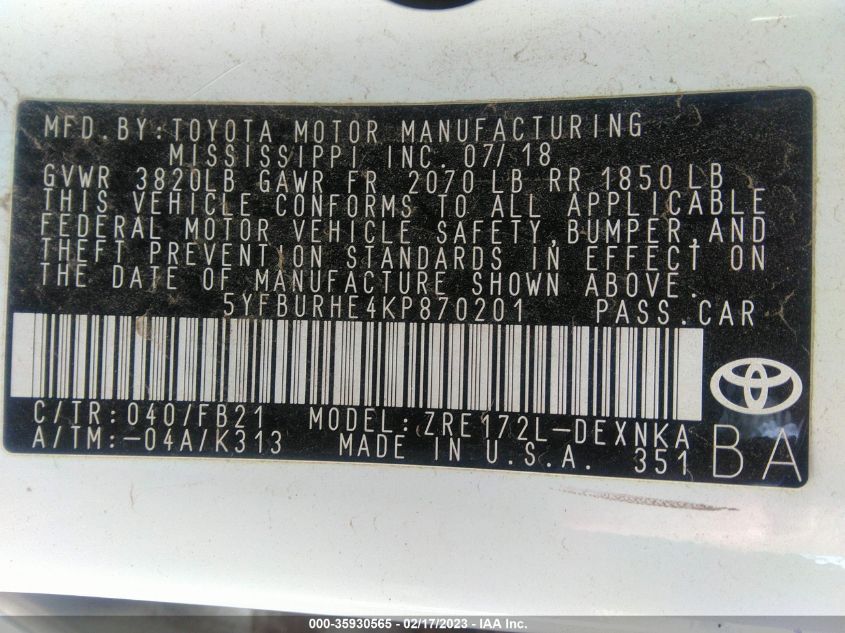 MFD.BY:TOYOTA MOTOR MANUFACTURING
MISSISSIPPI INC. 07/18
GVWR 3820LB GAWR FR 2070 LB RR 1850 LB
THIS VEHICLE CONFORMS TO ALL APPLICABLE
FEDERAL MOTOR VEHICLE SAFETY,BUMPER,AND
THEFT PREVENTION STANDARDS IN EFFECT ON
THE DATE OF MANUFACTURE SHOWN ABOVE.
5YFBURHE4KP870201 PASS.CAR
C/TR:040/FB21 MODEL:ZRE172L-DEXNKA
A/TM:-04A/K313 MADE IN U.S.A. 351
BA
000-35930565 - 02/17/2023 - IAA Inc.